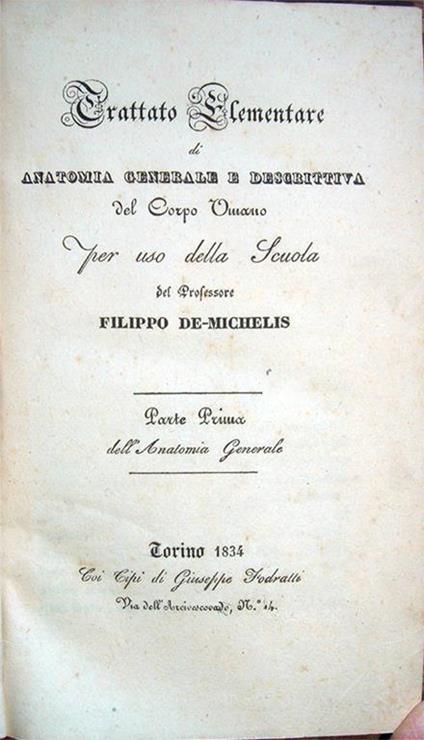 Trattato Elementare
di
ANATOMIA GENERALE E DESCRITTIVA
del Corpo Umano
per uso della Scuola
del Professore
FILIPPO DE-MICHELIS
Parte Prima
dell'Anatomia Generale
Torino 1834
Coi Tipi di Giuseppe Fodratti
Via dell'Arcivescovado, N.° 14.